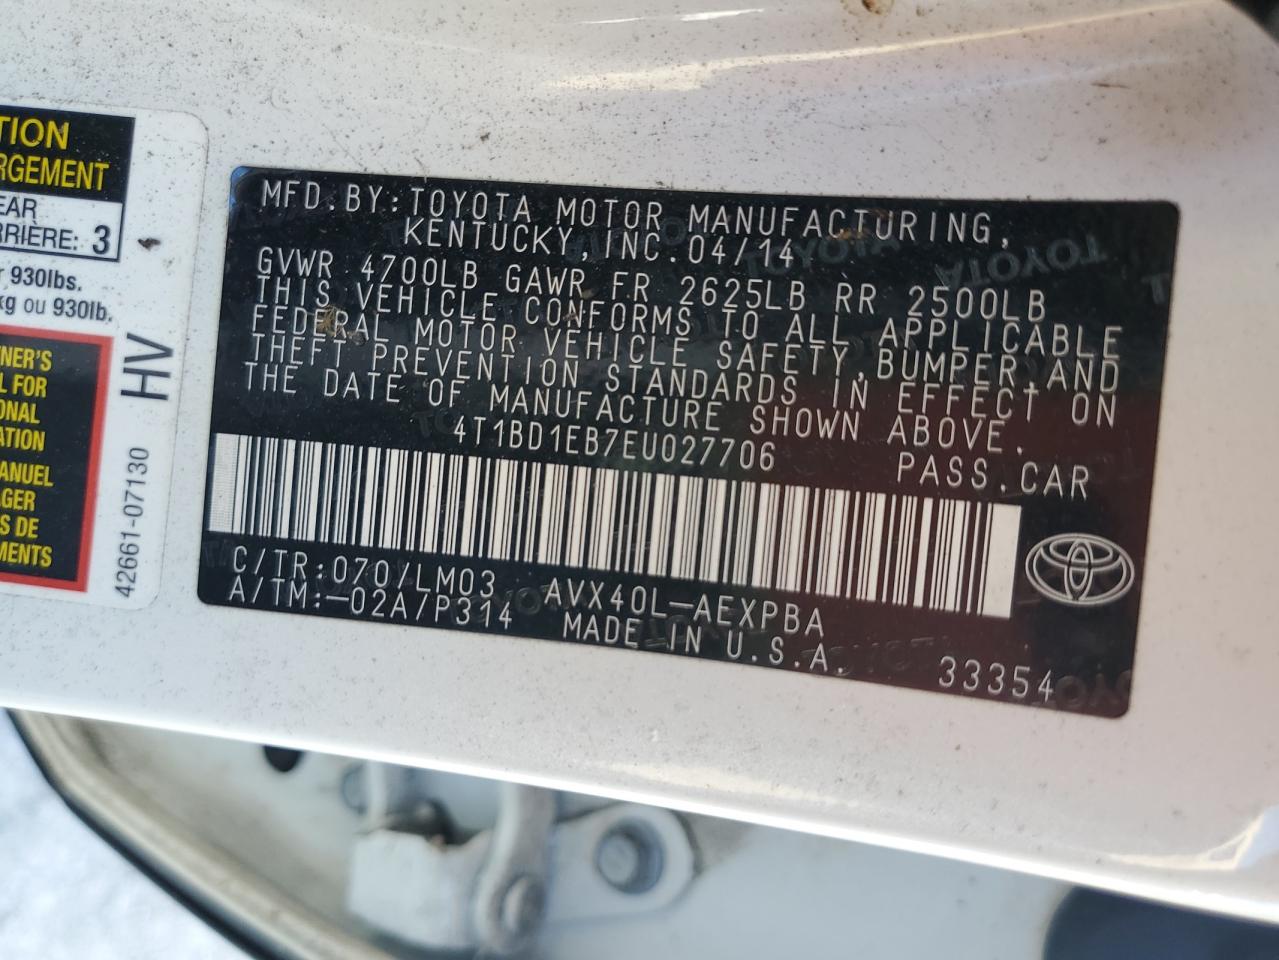 TION
RGEMENT
EAR
RRIÈRE: 3
930lbs.
kg ou 930lb.
NER'S
L FOR
ONAL
ATION
ANUEL
AGER
S DE
MENTS
HV
42661-07130
MFD.BY:TOYOTA MOTOR MANUFACTURING,
KENTUCKY,INC.04/14
GVWR 4700LB GAWR FR 2625LB RR 2500LB
THIS VEHICLE CONFORMS TO ALL APPLICABLE
FEDERAL MOTOR VEHICLE SAFETY,BUMPER,AND
THEFT PREVENTION STANDARDS IN EFFECT ON
THE DATE OF MANUFACTURE SHOWN ABOVE.
4T1BD1EB7EU027706 PASS.CAR
C/TR:070/LM03 AVX40L-AEXPBA
A/TM:-02A/P314 MADE IN U.S.A.
33354